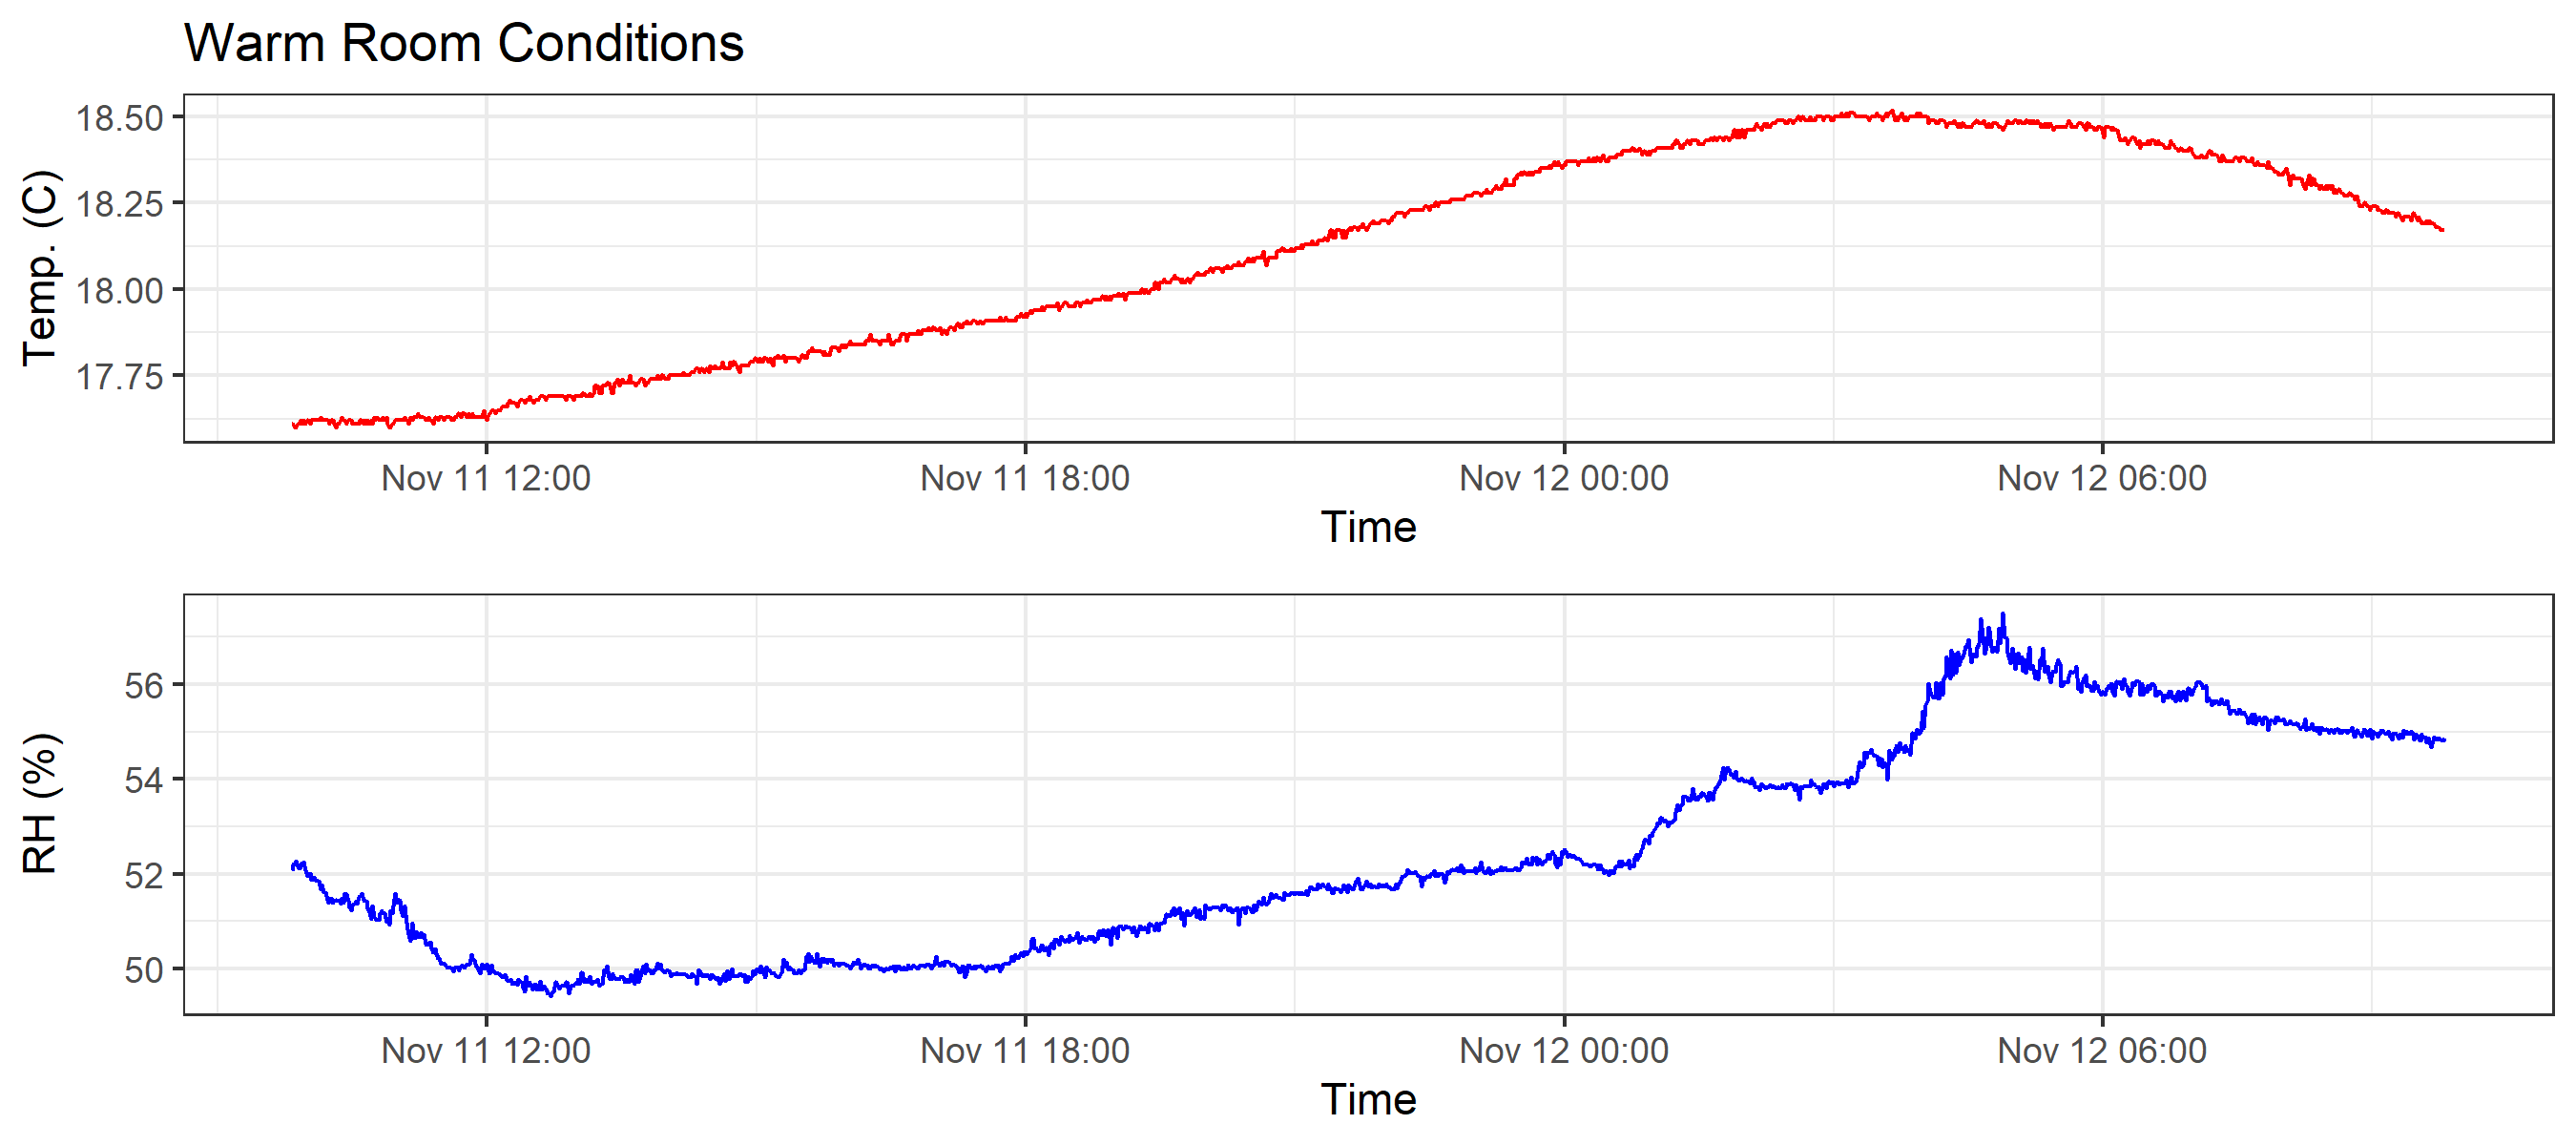 Warm Room Conditions
Temp. (C)
18.50
18.25
18.00
17.75
Nov 11 12:00 Nov 11 18:00 Nov 12 00:00 Nov 12 06:00
Time
RH (%)
56
54
52
50
Nov 11 12:00 Nov 11 18:00 Nov 12 00:00 Nov 12 06:00
Time